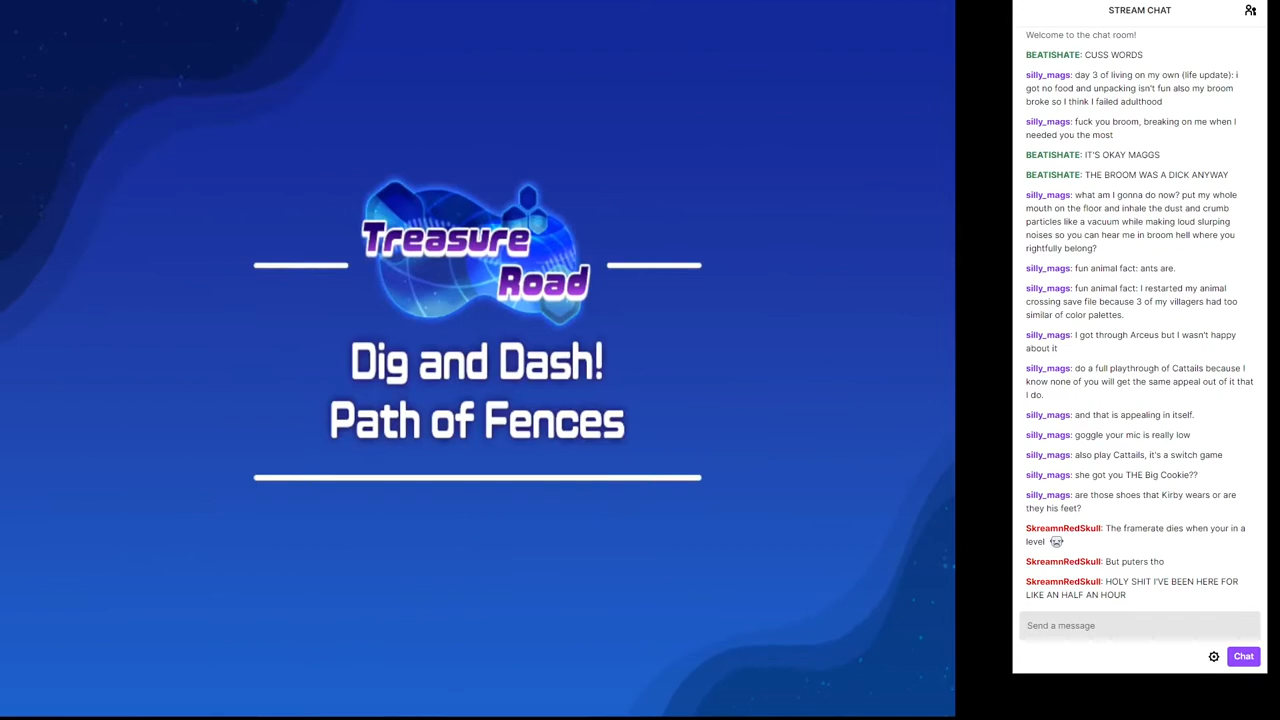 Treasure
Road
Dig and Dash!
Path of Fences
STREAM CHAT
Welcome to the chat room!
BEATISHATE: CUSS WORDS
silly_mags: day 3 of living on my own (life update): i
got no food and unpacking isn't fun also my broom
broke so I think I failed adulthood
silly_mags: fuck you broom, breaking on me when I
needed you the most
BEATISHATE: IT'S OKAY MAGGS
BEATISHATE: THE BROOM WAS A DICK ANYWAY
silly_mags: what am I gonna do now? put my whole
mouth on the floor and inhale the dust and crumb
particles like a vacuum while making loud slurping
noises so you can hear me in broom hell where you
rightfully belong?
silly_mags: fun animal fact: ants are.
silly_mags: fun animal fact: I restarted my animal
crossing save file because 3 of my villagers had too
similar of color palettes.
silly_mags: I got through Arceus but I wasn't happy
about it
silly_mags: do a full playthrough of Cattails because I
know none of you will get the same appeal out of it that
I do.
silly_mags: and that is appealing in itself.
silly_mags: goggle your mic is really low
silly_mags: also play Cattails, it's a switch game
silly_mags: she got you THE Big Cookie??
silly_mags: are those shoes that Kirby wears or are
they his feet?
SkreamnRedSkull: The framerate dies when your in a
level
SkreamnRedSkull: But puters tho
SkreamnRedSkull: HOLY SHIT I'VE BEEN HERE FOR
LIKE AN HALF AN HOUR
Send a message
Chat